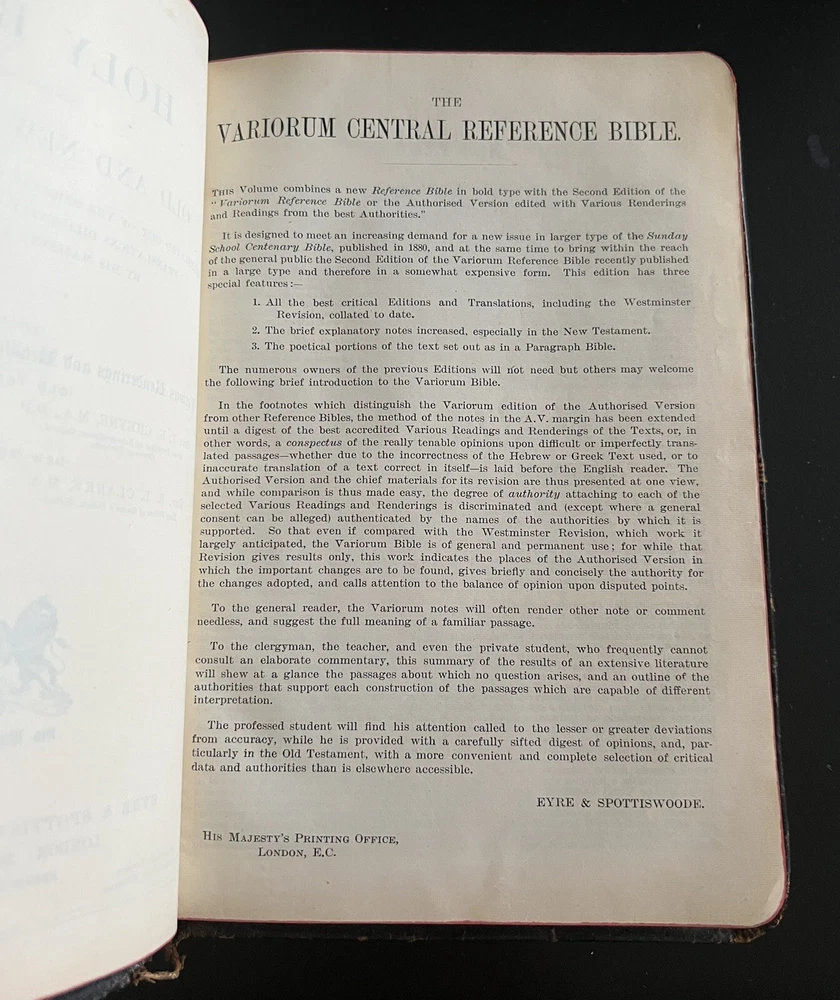 THE
VARIORUM CENTRAL REFERENCE BIBLE.
THIS Volume combines a new Reference Bible in bold type with the Second Edition of the
"Variorum Reference Bible or the Authorised Version edited with Various Renderings
and Readings from the best Authorities."
It is designed to meet an increasing demand for a new issue in larger type of the Sunday
School Centenary Bible, published in 1880, and at the same time to bring within the reach
of the general public the Second Edition of the Variorum Reference Bible recently published
in a large type and therefore in a somewhat expensive form. This edition has three
special features:—
1. All the best critical Editions and Translations, including the Westminster
Revision, collated to date.
2. The brief explanatory notes increased, especially in the New Testament.
3. The poetical portions of the text set out as in a Paragraph Bible.
The numerous owners of the previous Editions will not need but others may welcome
the following brief introduction to the Variorum Bible.
In the footnotes which distinguish the Variorum edition of the Authorised Version
from other Reference Bibles, the method of the notes in the A.V. margin has been extended
until a digest of the best accredited Various Readings and Renderings of the Texts, or, in
other words, a conspectus of the really tenable opinions upon difficult or imperfectly trans-
lated passages—whether due to the incorrectness of the Hebrew or Greek Text used, or to
inaccurate translation of a text correct in itself—is laid before the English reader. The
Authorised Version and the chief materials for its revision are thus presented at one view,
and while comparison is thus made easy, the degree of authority attaching to each of the
selected Various Readings and Renderings is discriminated and (except where a general
consent can be alleged) authenticated by the names of the authorities by which it is
supported. So that even if compared with the Westminster Revision, which work it
largely anticipated, the Variorum Bible is of general and permanent use; for while that
Revision gives results only, this work indicates the places of the Authorised Version in
which the important changes are to be found, gives briefly and concisely the authority for
the changes adopted, and calls attention to the balance of opinion upon disputed points.
To the general reader, the Variorum notes will often render other note or comment
needless, and suggest the full meaning of a familiar passage.
To the clergyman, the teacher, and even the private student, who frequently cannot
consult an elaborate commentary, this summary of the results of an extensive literature
will shew at a glance the passages about which no question arises, and an outline of the
authorities that support each construction of the passages which are capable of different
interpretation.
The professed student will find his attention called to the lesser or greater deviations
from accuracy, while he is provided with a carefully sifted digest of opinions, and, par-
ticularly in the Old Testament, with a more convenient and complete selection of critical
data and authorities than is elsewhere accessible.
EYRE & SPOTTISWOODE.
HIS MAJESTY'S PRINTING OFFICE,
LONDON, E.C.